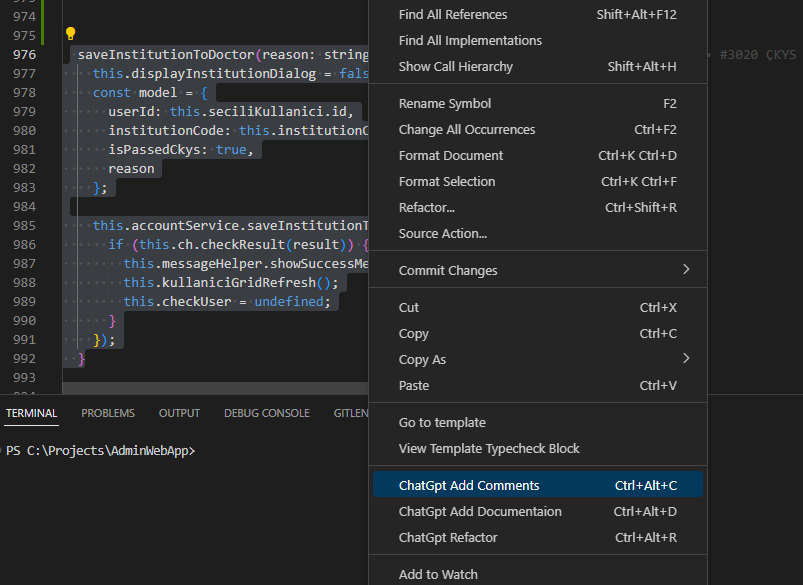 974
975
976 saveInstitutionToDoctor(reason: string
977 this.displayInstitutionDialog = fals
978 const model = {
979 userId: this.seciliKullanici.id,
980 institutionCode: this.institutionC
981 isPassedCkys: true,
982 reason
983 };
984
985 this.accountService.saveInstitutionT
986 if (this.ch.checkResult(result)) {
987 this.messageHelper.showSuccessMe
988 this.kullaniciGridRefresh();
989 this.checkUser = undefined;
990 }
991 });
992 }
993
#3020 ÇKYS
Find All References Shift+Alt+F12
Find All Implementations
Show Call Hierarchy Shift+Alt+H
Rename Symbol F2
Change All Occurrences Ctrl+F2
Format Document Ctrl+K Ctrl+D
Format Selection Ctrl+K Ctrl+F
Refactor... Ctrl+Shift+R
Source Action...
Commit Changes
Cut Ctrl+X
Copy Ctrl+C
Copy As
Paste Ctrl+V
Go to template
View Template Typecheck Block
ChatGpt Add Comments Ctrl+Alt+C
ChatGpt Add Documentaion Ctrl+Alt+D
ChatGpt Refactor Ctrl+Alt+R
Add to Watch
TERMINAL PROBLEMS OUTPUT DEBUG CONSOLE GITLEN
PS C:\Projects\AdminWebApp>